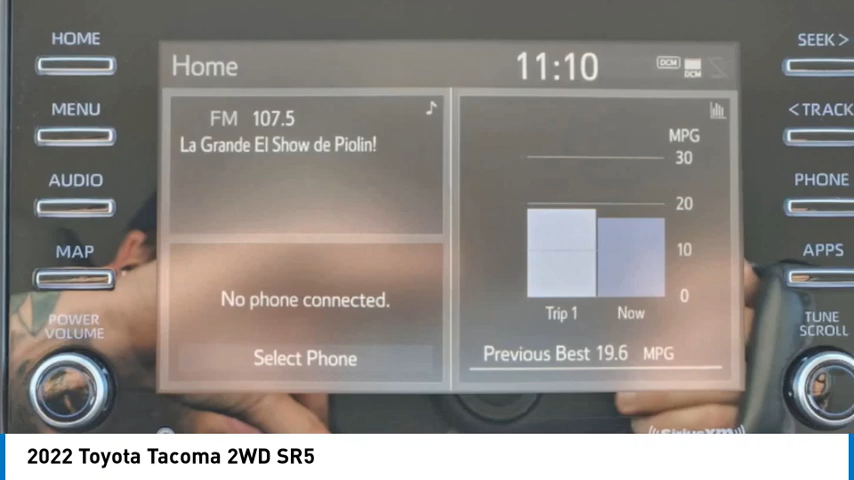 HOME
MENU
AUDIO
MAP
POWER
VOLUME
Home
11:10
DCM
DCM
FM 107.5
La Grande El Show de Piolin!
No phone connected.
Select Phone
MPG
30
20
10
0
Trip 1
Now
Previous Best 19.6 MPG
SEEK >
< TRACK
PHONE
APPS
TUNE
SCROLL
SiriusXM
2022 Toyota Tacoma 2WD SR5